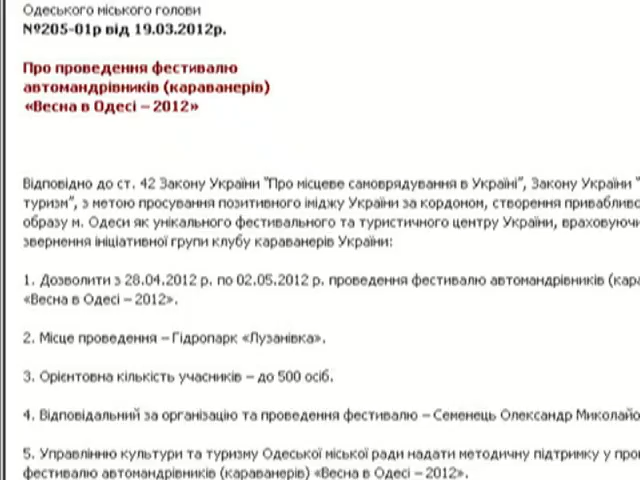 Одеського міського голови
№205-01р від 19.03.2012р.
Про проведення фестивалю
автомандрівників (караванерів)
«Весна в Одесі – 2012»
Відповідно до ст. 42 Закону України "Про місцеве самоврядування в Україні", Закону України "
туризм", з метою просування позитивного іміджу України за кордоном, створення
образу м. Одеси як унікального фестивального та туристичного центру України,
звернення ініціативної групи клубу караванерів України:
1. Дозволити з 28.04.2012 р. по 02.05.2012 р. проведення фестивалю автомандрівників
«Весна в Одесі – 2012».
2. Місце проведення – Гідропарк «Лузанівка».
3. Орієнтовна кількість учасників – до 500 осіб.
4. Відповідальний за організацію та проведення фестивалю – Семенець Олександр
5. Управлінню культури та туризму Одеської міської ради надати методичну підтримку у
фестивалю автомандрівників (караванерів) «Весна в Одесі – 2012».